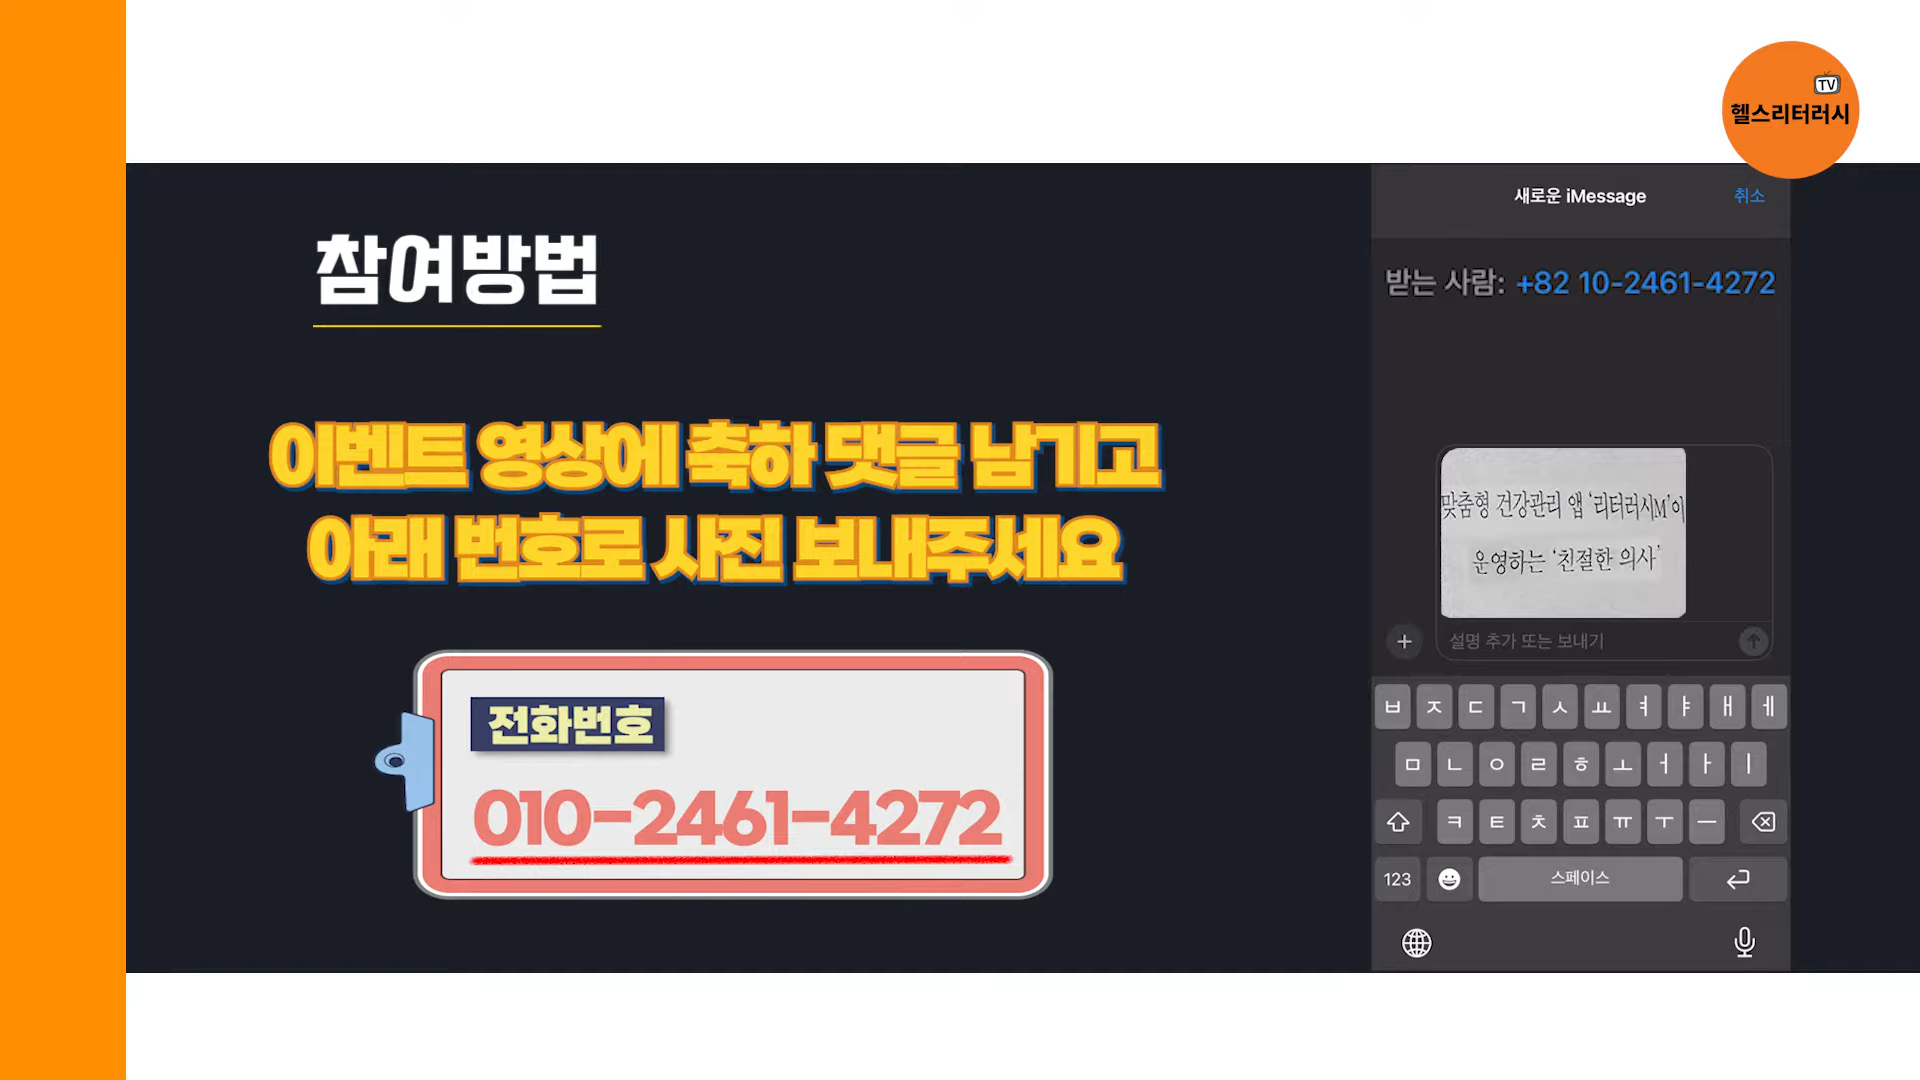 TV
헬스리터러시
참여방법
이벤트 영상에 축하 댓글 남기고
아래 번호로 사진 보내주세요
전화번호
010-2461-4272
새로운 iMessage
취소
받는 사람: +82 10-2461-4272
맞춤형 건강관리 앱 '리터러시M'이
운영하는 '친절한 의사'
설명 추가 또는 보내기
ㅂ ㅈ ㄷ ㄱ ㅅ ㅛ ㅕ ㅑ ㅐ ㅔ
ㅁ ㄴ ㅇ ㄹ ㅎ ㅗ ㅓ ㅏ ㅣ
ㅋ ㅌ ㅊ ㅍ ㅠ ㅜ ㅡ
123
스페이스